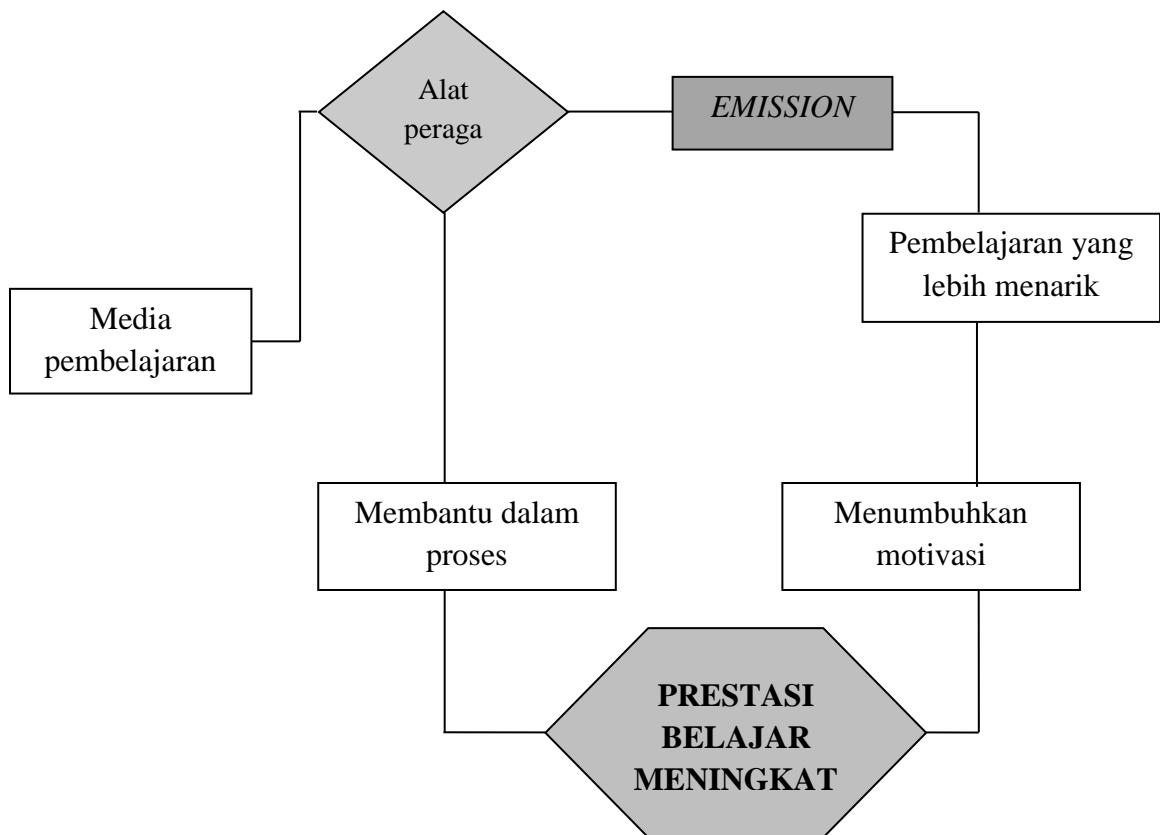 Alat
peraga
EMISSION
Pembelajaran yang
lebih menarik
Media
pembelajaran
Membantu dalam
proses
Menumbuhkan
motivasi
PRESTASI
BELAJAR
MENINGKAT